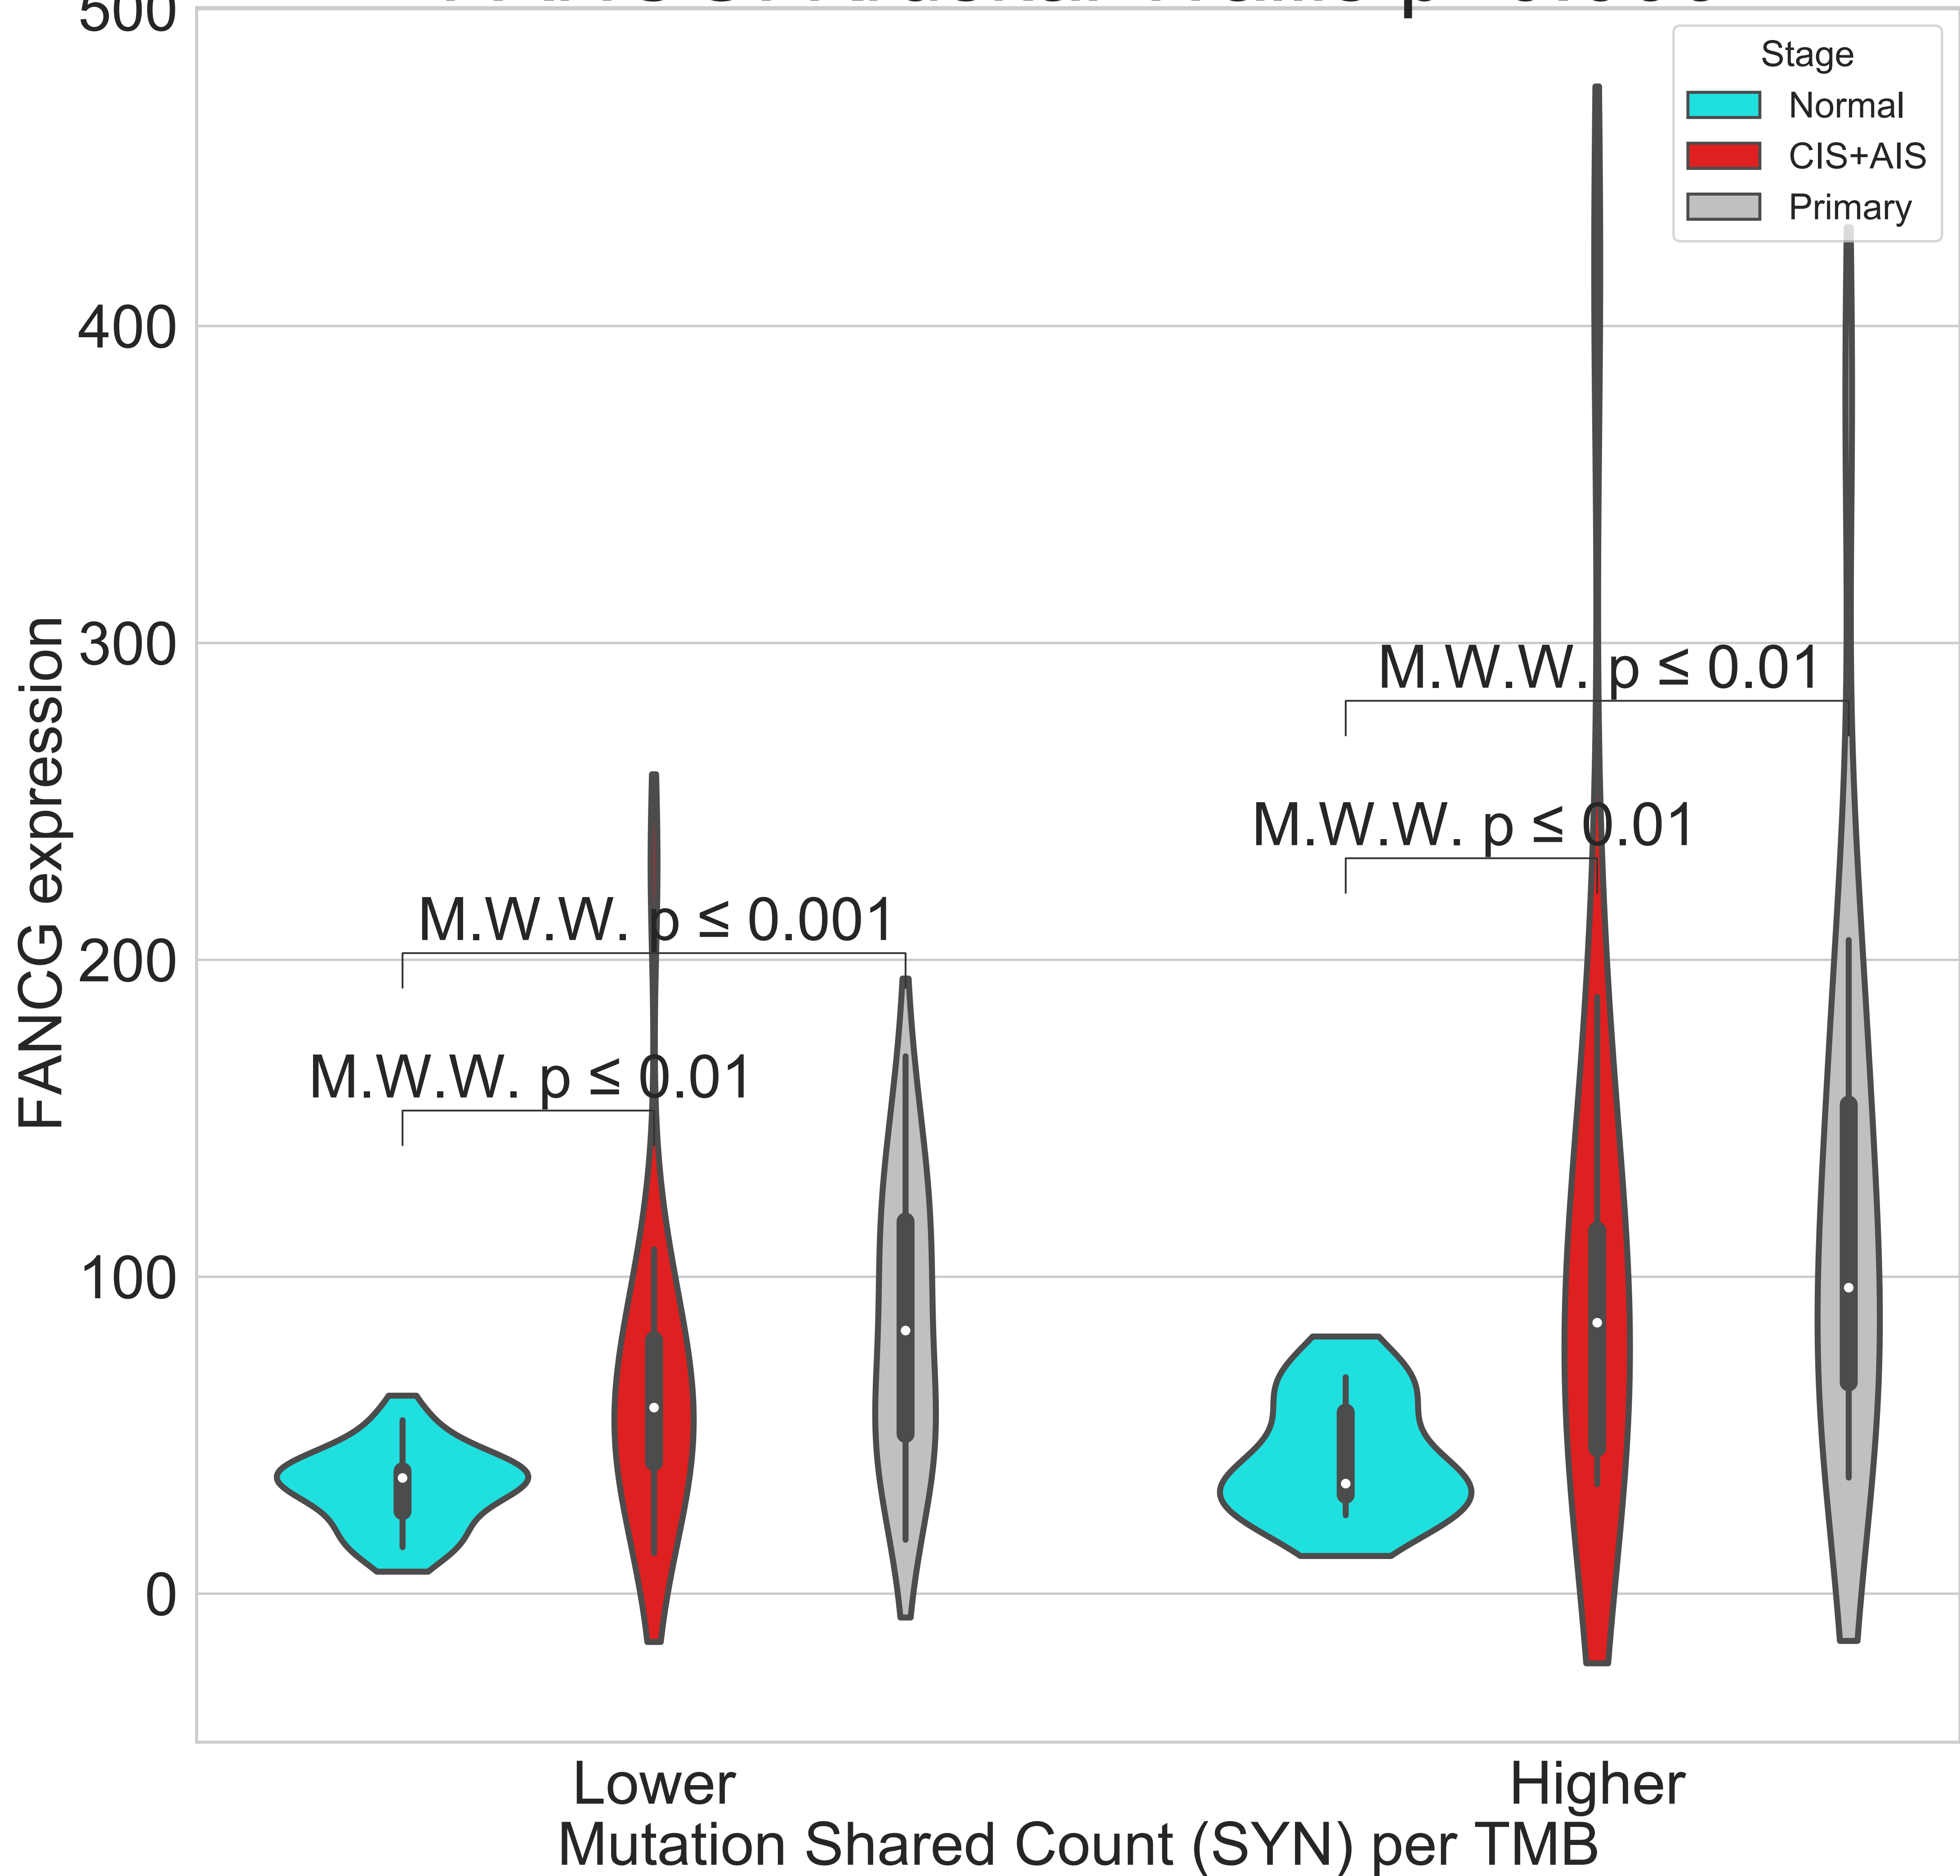 500
400
300
200
100
0
FANCG expression
Stage
Normal
CIS+AIS
Primary
M.W.W. p ≤ 0.01
M.W.W. p ≤ 0.01
M.W.W. p ≤ 0.001
M.W.W. p ≤ 0.01
Lower
Higher
Mutation Shared Count (SYN) per TMB